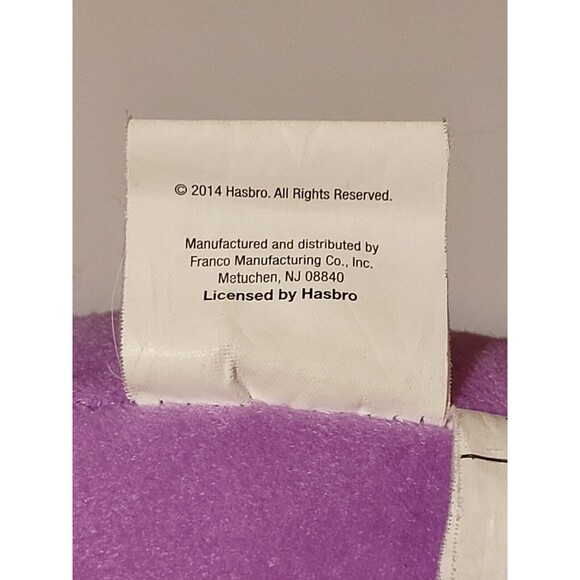 © 2014 Hasbro. All Rights Reserved.
Manufactured and distributed by
Franco Manufacturing Co., Inc.
Metuchen, NJ 08840
Licensed by Hasbro